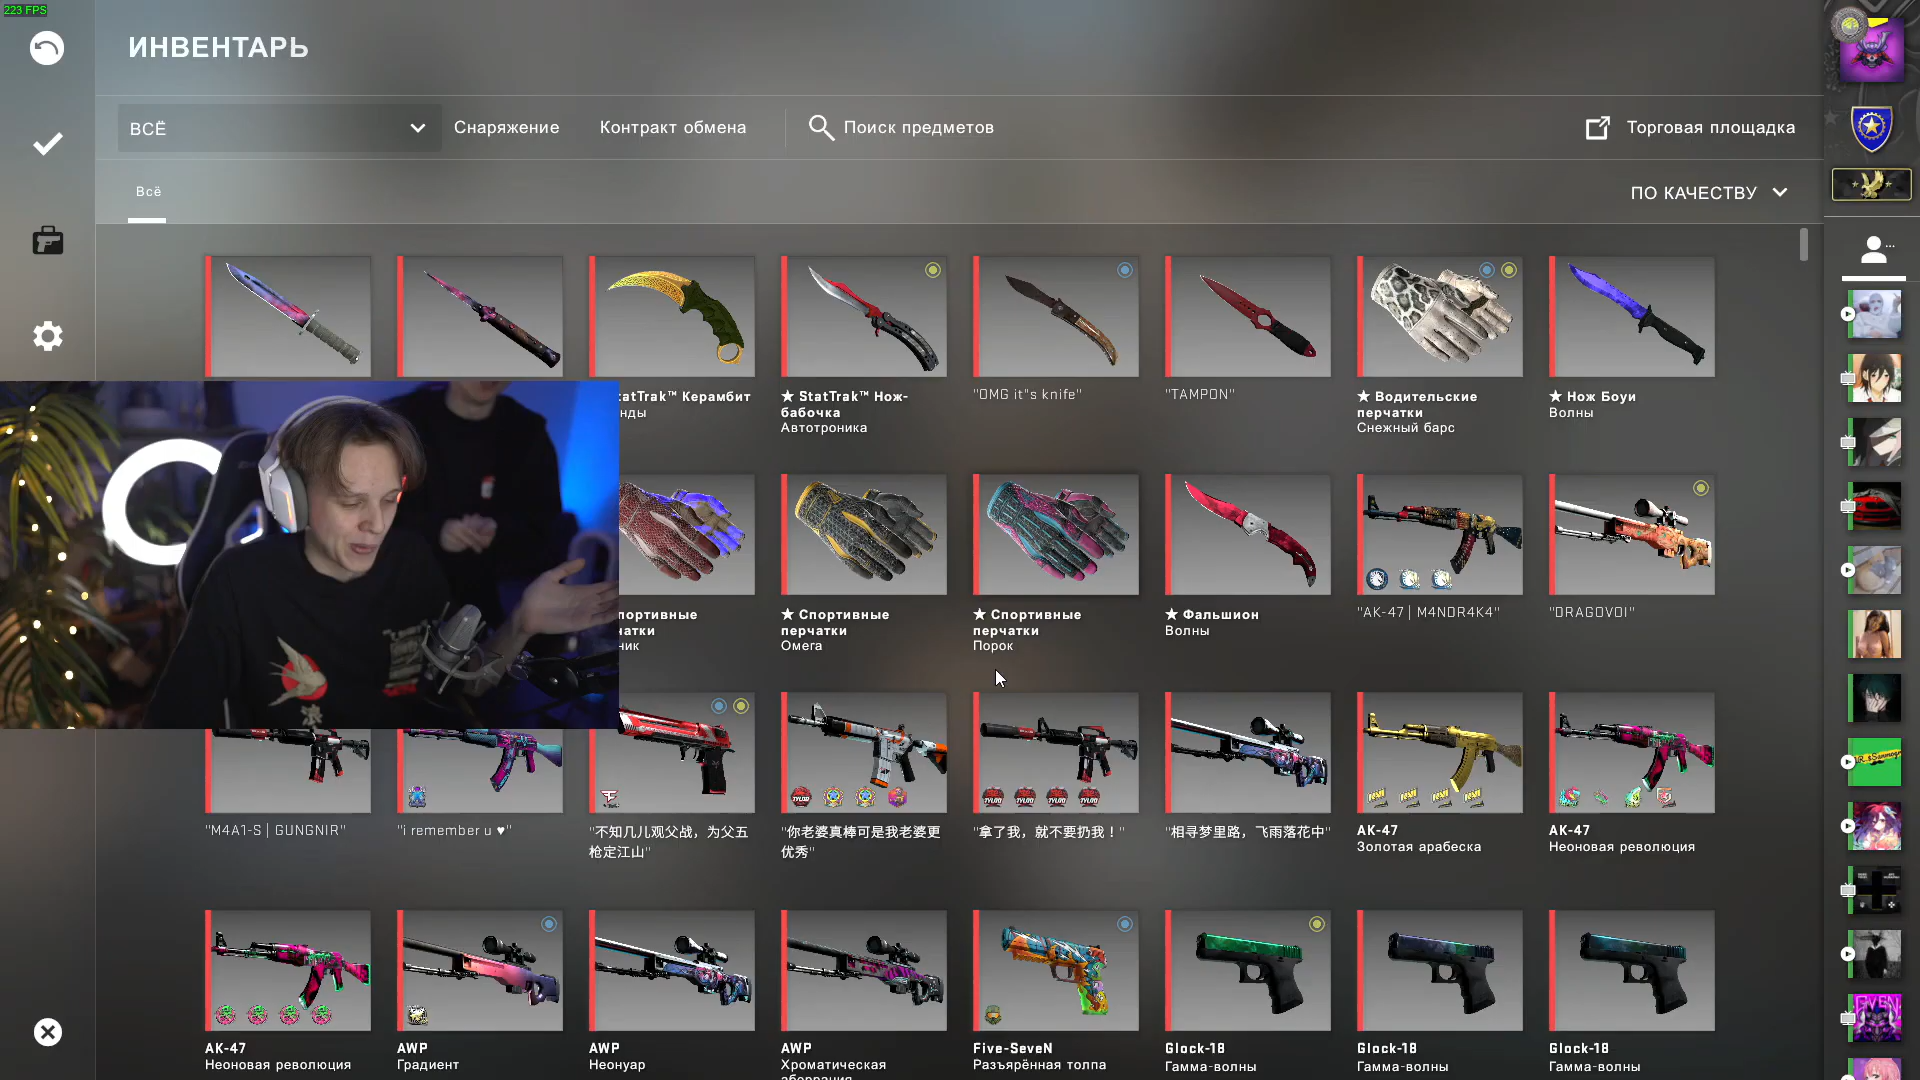 223 FPS
ИНВЕНТАРЬ
ВСЁ
Снаряжение
Контракт обмена
Поиск предметов
Торговая площадка
Всё
ПО КАЧЕСТВУ
...
tatTrak™ Керамбит
нды
★ StatTrak™ Нож-
бабочка
Автотроника
"OMG it"s knife"
"TAMPON"
★ Водительские
перчатки
Снежный барс
★ Нож Боуи
Волны
портивные
чатки
ник
★ Спортивные
перчатки
Омега
★ Спортивные
перчатки
Порок
★ Фальшион
Волны
"AK-47 | M4NDR4K4"
"DRAGOVOI"
"M4A1-S | GUNGNIR"
"i remember u ♥"
"不知几儿观父战，为父五
枪定江山"
"你老婆真棒可是我老婆更
优秀"
"拿了我，就不要扔我！"
"相寻梦里路，飞雨落花中"
AK-47
Золотая арабеска
AK-47
Неоновая революция
AK-47
Неоновая революция
AWP
Градиент
AWP
Неонуар
AWP
Хроматическая
аберрация
Five-SeveN
Разъярённая толпа
Glock-18
Гамма-волны
Glock-18
Гамма-волны
Glock-18
Гамма-волны